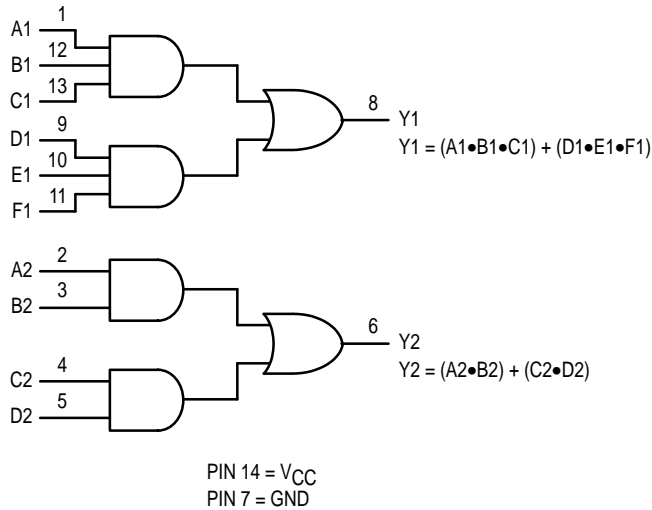 A1 1
B1 12
C1 13
D1 9
E1 10
F1 11
8 Y1
Y1 = (A1•B1•C1) + (D1•E1•F1)
A2 2
B2 3
C2 4
D2 5
6 Y2
Y2 = (A2•B2) + (C2•D2)
PIN 14 = VCC
PIN 7 = GND